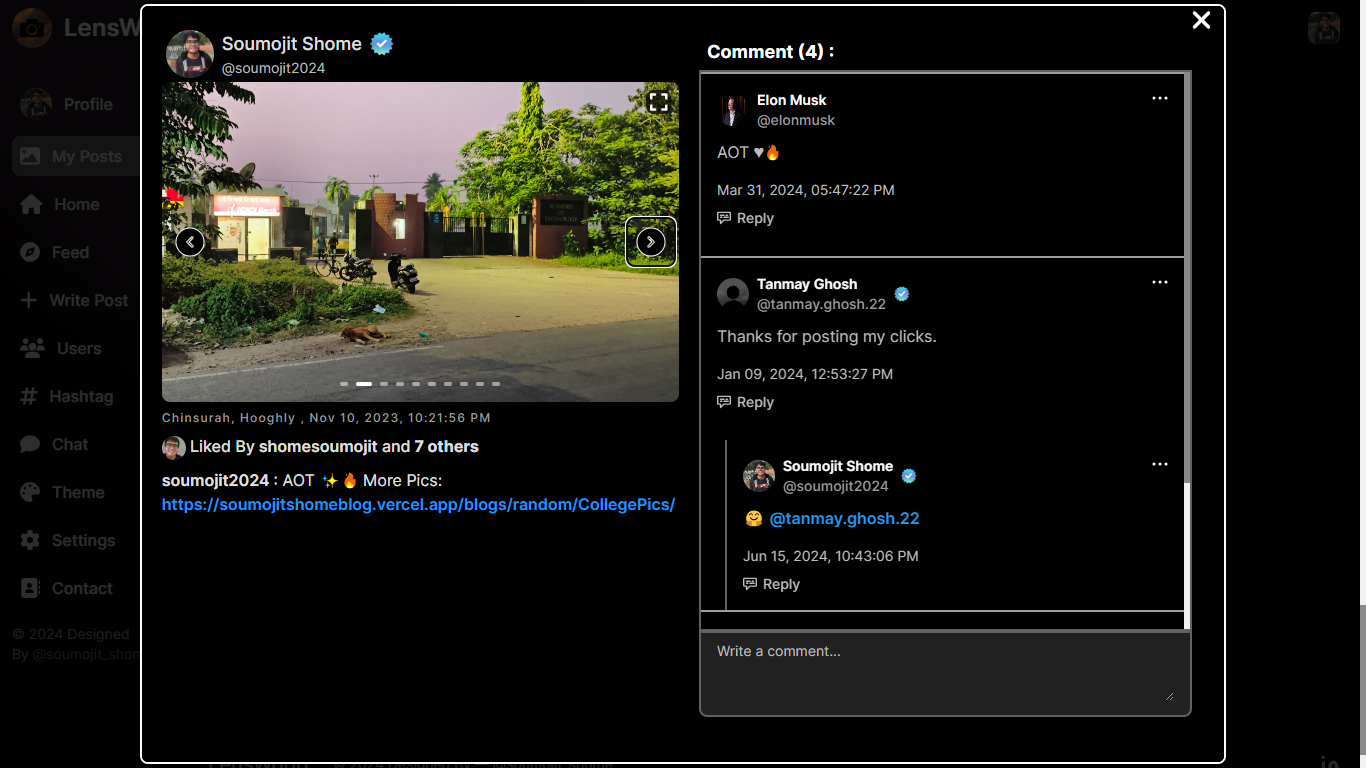 LensW
Profile
My Posts
Home
Feed
Write Post
Users
Hashtag
Chat
Theme
Settings
Contact
© 2024 Designed
By @soumojit_shom
Soumojit Shome
@soumojit2024
ACADEMY
OF
TECHNOLOGY
Chinsurah, Hooghly , Nov 10, 2023, 10:21:56 PM
Liked By shomesoumojit and 7 others
soumojit2024 : AOT ✨🔥 More Pics:
https://soumojitshomeblog.vercel.app/blogs/random/CollegePics/
Comment (4) :
Elon Musk
@elonmusk
AOT ♥🔥
Mar 31, 2024, 05:47:22 PM
Reply
Tanmay Ghosh
@tanmay.ghosh.22
Thanks for posting my clicks.
Jan 09, 2024, 12:53:27 PM
Reply
Soumojit Shome
@soumojit2024
🤗 @tanmay.ghosh.22
Jun 15, 2024, 10:43:06 PM
Reply
Write a comment...